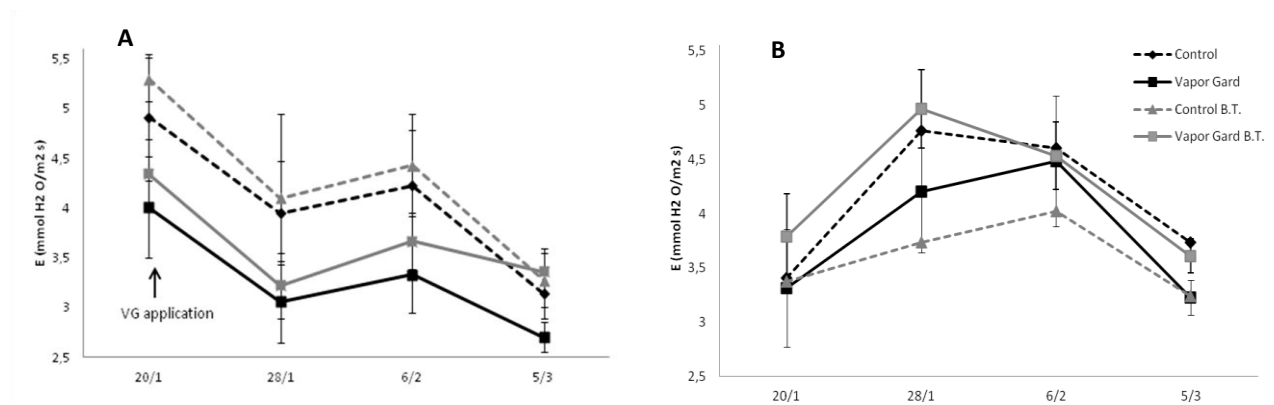 A
5,5
5
4,5
4
3,5
3
2,5
E (mmol H2 O/m2 s)
VG application
20/1 28/1 6/2 5/3
B
5,5
5
4,5
4
3,5
3
2,5
E (mmol H2 O/m2 s)
20/1 28/1 6/2 5/3
Control
Vapor Gard
Control B.T.
Vapor Gard B.T.